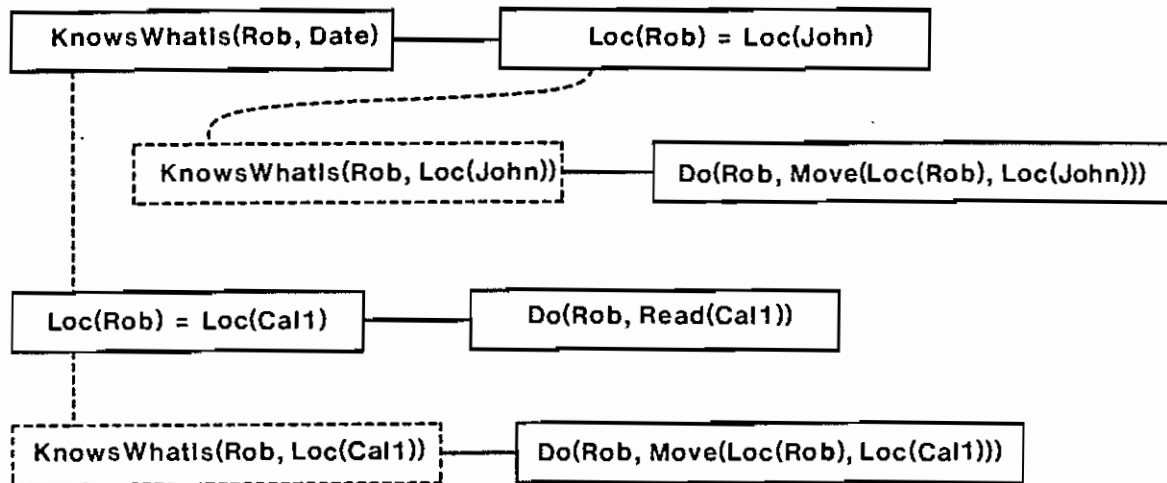 KnowsWhatIs(Rob, Date)
Loc(Rob) = Loc(John)
KnowsWhatIs(Rob, Loc(John))
Do(Rob, Move(Loc(Rob), Loc(John)))
Loc(Rob) = Loc(Cal1)
Do(Rob, Read(Cal1))
KnowsWhatIs(Rob, Loc(Cal1))
Do(Rob, Move(Loc(Rob), Loc(Cal1)))